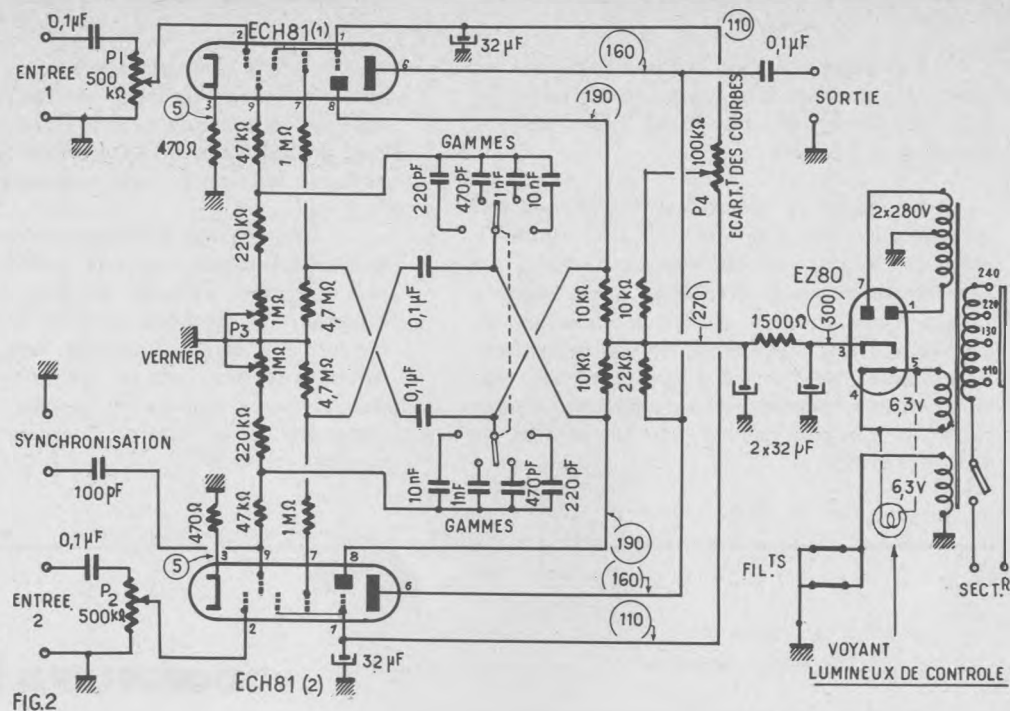 0,1µF
ECH81(1)
2
1
32 µF
110
160
0,1µF
P1
500
kΩ
ENTREE
1
6
190
SORTIE
5
3
9
7
8
470Ω
47kΩ
1MΩ
GAMMES
220pF
470pF
1nF
10nF
P4
100kΩ
ECART.T DES COURBES
2x280V
220kΩ
EZ80
7
1
240
220
130
110
P3
VERNIER
1MΩ
1MΩ
4,7MΩ
4,7MΩ
0,1µF
0,1µF
10kΩ
10kΩ
10kΩ
22kΩ
270
1500Ω
300
3
4
5
6,3V
2x32µF
SYNCHRONISATION
100pF
220kΩ
10nF
1nF
470pF
220pF
GAMMES
6,3V
470Ω
47kΩ
1MΩ
5
3
9
7
8
190
0,1µF
P2
500kΩ
ENTREE
2
6
160
110
FIL.TS
SECT.R
2
1
32µF
ECH81(2)
VOYANT
LUMINEUX DE CONTROLE
FIG.2